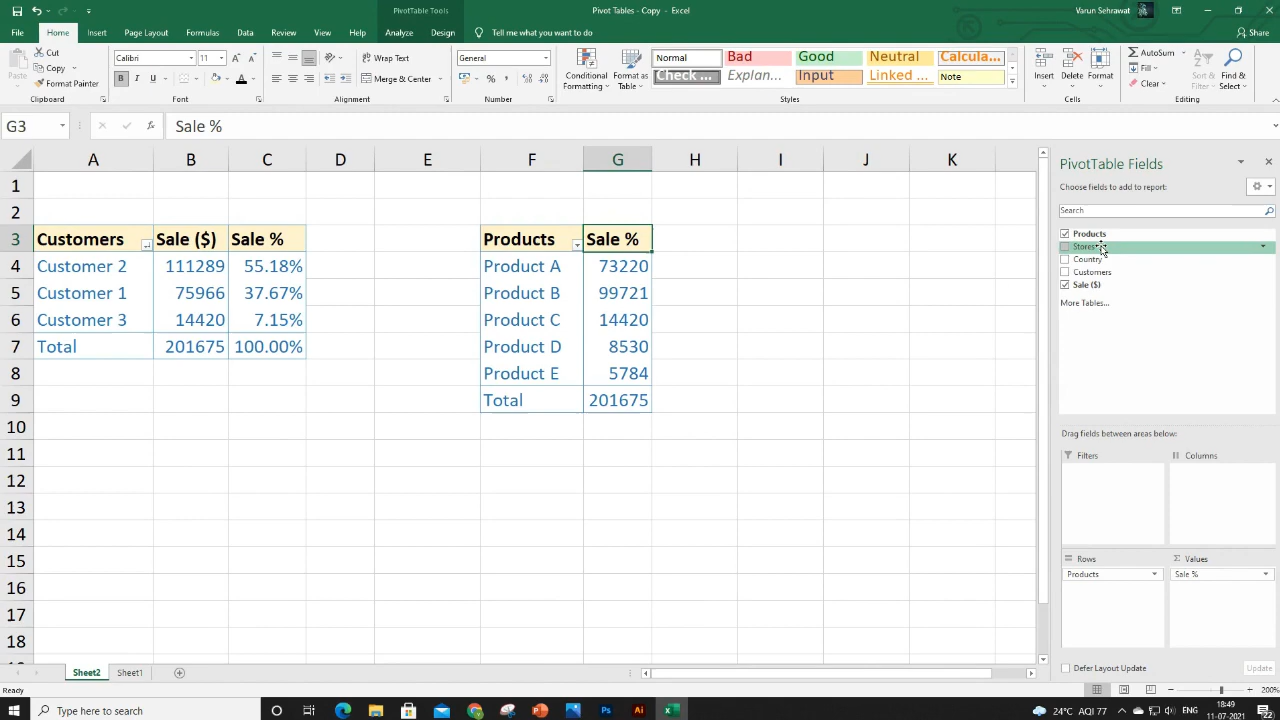 PivotTable Tools
Pivot Tables - Copy - Excel
Varun Sehrawat
File Home Insert Page Layout Formulas Data Review View Help Analyze Design Tell me what you want to do Share
Paste Cut Copy Format Painter Clipboard
Calibri 11 B I U A Font
Wrap Text Merge & Center Alignment
General % Number
Conditional Formatting Format as Table
Normal Bad Good Neutral Calcula...
Check ... Explan... Input Linked ... Note
Styles
Insert Delete Format Cells
AutoSum Fill Clear Sort & Filter Find & Select Editing
G3 fx Sale %
A B C D E F G H I J K
1
2
3 Customers Sale ($) Sale % Products Sale %
4 Customer 2 111289 55.18% Product A 73220
5 Customer 1 75966 37.67% Product B 99721
6 Customer 3 14420 7.15% Product C 14420
7 Total 201675 100.00% Product D 8530
8 Product E 5784
9 Total 201675
10
11
12
13
14
15
16
17
18
PivotTable Fields
Choose fields to add to report:
Search
Products
Stores
Country
Customers
Sale ($)
More Tables...
Drag fields between areas below:
Filters Columns
Rows Values
Products Sale %
Defer Layout Update Update
Sheet2 Sheet1
Ready 200%
Type here to search
24°C AQI 77 ENG 18:49 11-07-2021